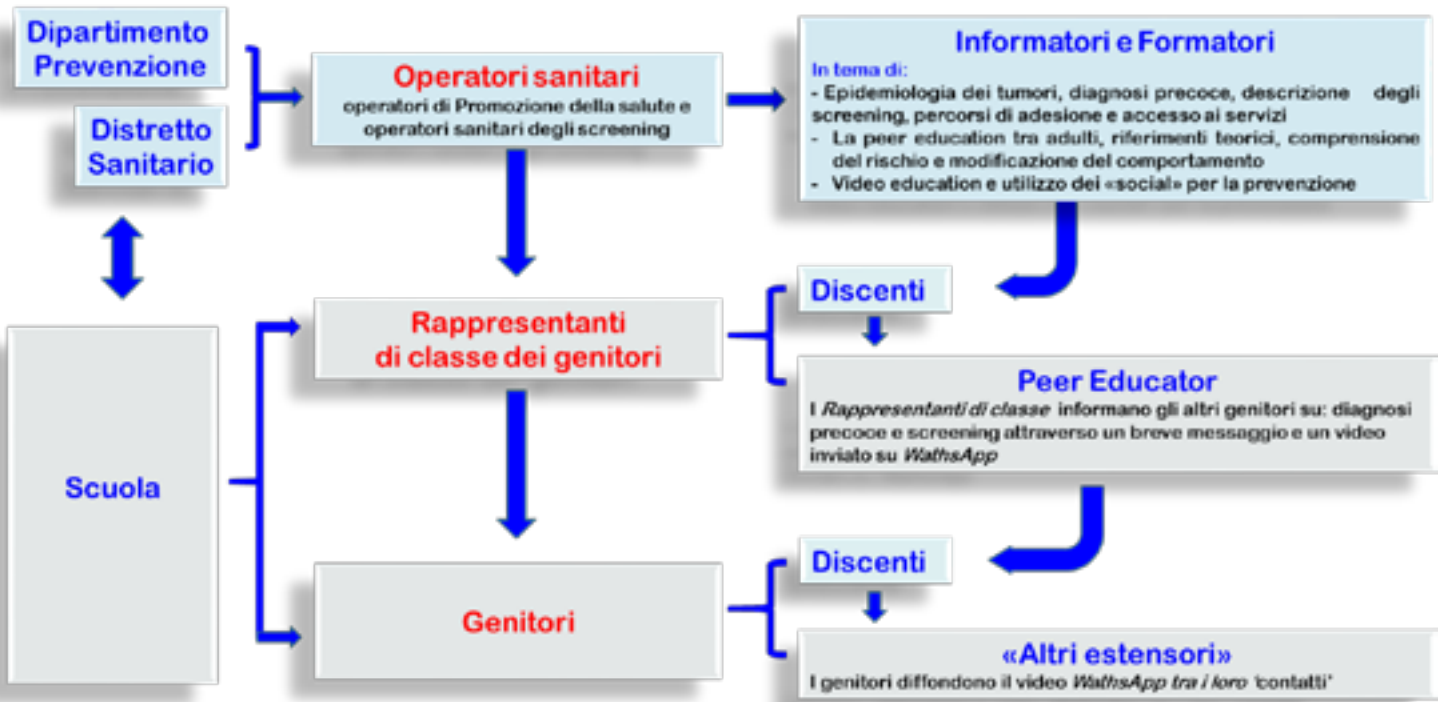 Dipartimento
Prevenzione
Distretto
Sanitario
Operatori sanitari
operatori di Promozione della salute e
operatori sanitari degli screening
Informatori e Formatori
In tema di:
- Epidemiologia dei tumori, diagnosi precoce, descrizione degli
screening, percorsi di adesione e accesso ai servizi
- La peer education tra adulti, riferimenti teorici, comprensione
del rischio e modificazione del comportamento
- Video education e utilizzo dei «social» per la prevenzione
Scuola
Rappresentanti
di classe dei genitori
Discenti
Peer Educator
I Rappresentanti di classe informano gli altri genitori su: diagnosi
precoce e screening attraverso un breve messaggio e un video
inviato su WathsApp
Genitori
Discenti
«Altri estensori»
I genitori diffondono il video WathsApp tra i loro 'contatti'